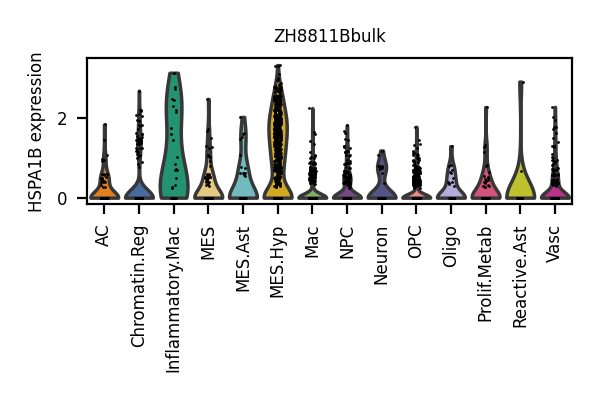 ZH8811Bbulk
HSPA1B expression
2
0
AC
Chromatin.Reg
Inflammatory.Mac
MES
MES.Ast
MES.Hyp
Mac
NPC
Neuron
OPC
Oligo
Prolif.Metab
Reactive.Ast
Vasc